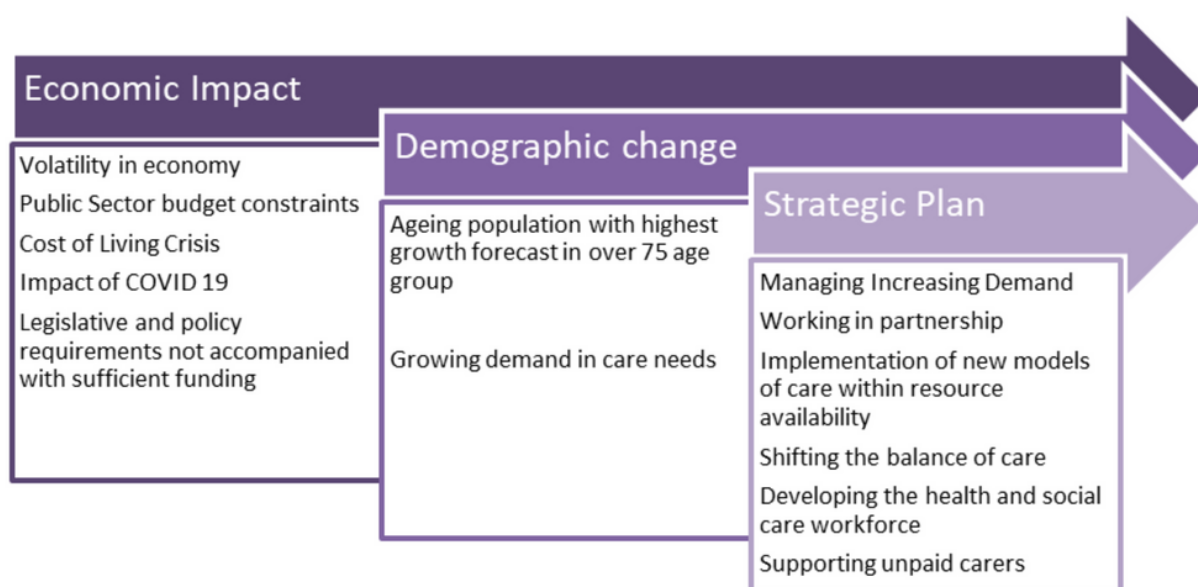 Economic Impact
Volatility in economy
Public Sector budget constraints
Cost of Living Crisis
Impact of COVID 19
Legislative and policy
requirements not accompanied
with sufficient funding
Demographic change
Ageing population with highest
growth forecast in over 75 age
group
Growing demand in care needs
Strategic Plan
Managing Increasing Demand
Working in partnership
Implementation of new models
of care within resource
availability
Shifting the balance of care
Developing the health and social
care workforce
Supporting unpaid carers